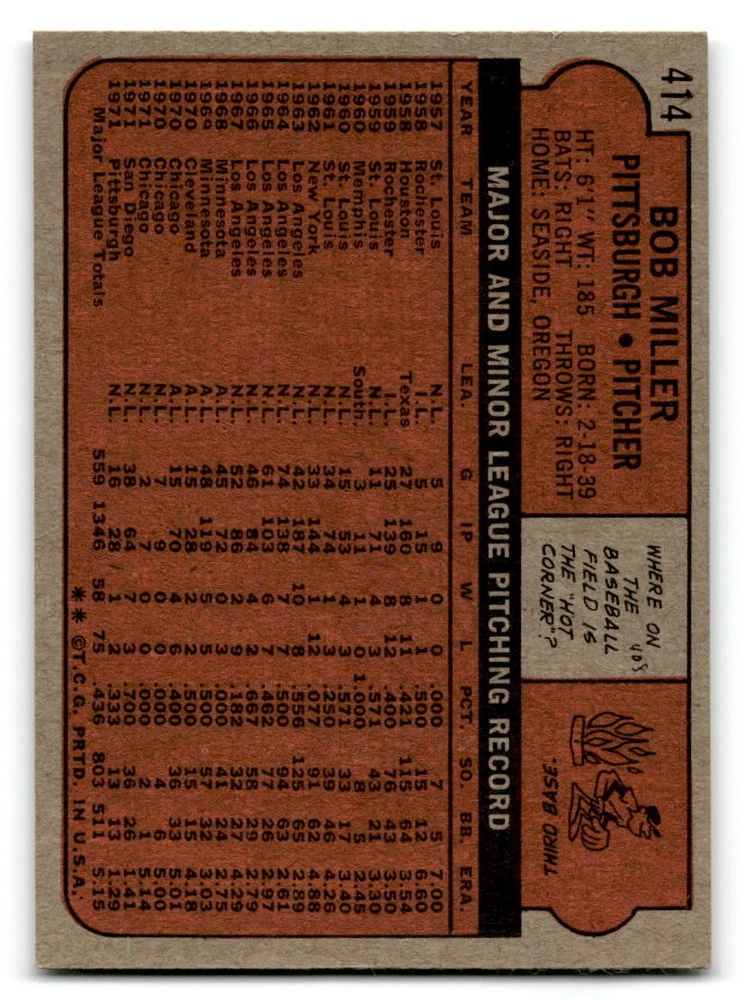 414
BOB MILLER
PITTSBURGH • PITCHER
HT: 6'1" WT: 185 BORN: 2-18-39
BATS: RIGHT THROWS: RIGHT
HOME: SEASIDE, OREGON
WHERE ON
THE
BASEBALL
FIELD IS
THE "HOT
CORNER"?
40's
THIRD BASE.
MAJOR AND MINOR LEAGUE PITCHING RECORD
YEAR TEAM LEA. G IP W L PCT. SO. BB. ERA.
1957 St. Louis N.L. 5 9 0 0 .000 7 5 7.00
1958 Rochester I.L. 5 15 1 1 .500 15 12 6.60
1958 Houston Texas 27 160 8 11 .421 115 64 3.54
1959 Rochester I.L. 25 139 8 12 .400 76 43 3.50
1959 St. Louis N.L. 11 71 4 3 .571 43 21 3.30
1960 Memphis South. 3 11 1 0 1.000 8 5 2.45
1960 St. Louis N.L. 15 53 4 3 .571 33 17 3.40
1961 St. Louis N.L. 34 74 1 3 .250 39 46 4.26
1962 New York N.L. 33 144 1 12 .077 91 62 4.88
1963 Los Angeles N.L. 42 187 10 8 .556 125 65 2.89
1964 Los Angeles N.L. 74 138 7 7 .500 94 63 2.61
1965 Los Angeles N.L. 61 103 6 7 .462 77 26 2.97
1966 Los Angeles N.L. 46 84 4 2 .667 58 29 2.79
1967 Los Angeles N.L. 52 86 2 9 .182 32 27 4.29
1968 Minnesota A.L. 45 72 0 3 .000 41 24 2.75
1969 Minnesota A.L. 48 119 5 5 .500 57 32 3.03
1970 Cleveland A.L. 15 28 2 2 .500 15 15 4.18
1970 Chicago A.L. 15 70 4 6 .400 36 33 5.01
1970 Chicago N.L. 7 9 0 0 .000 4 6 5.00
1971 Chicago N.L. 2 7 0 0 .000 2 1 5.14
1971 San Diego N.L. 38 64 7 3 .700 36 26 1.41
1971 Pittsburgh N.L. 16 28 1 2 .333 13 13 1.29
Major League Totals 559 1346 58 75 .436 803 511 5.15
** ©T.C.G. PRTD. IN U.S.A.